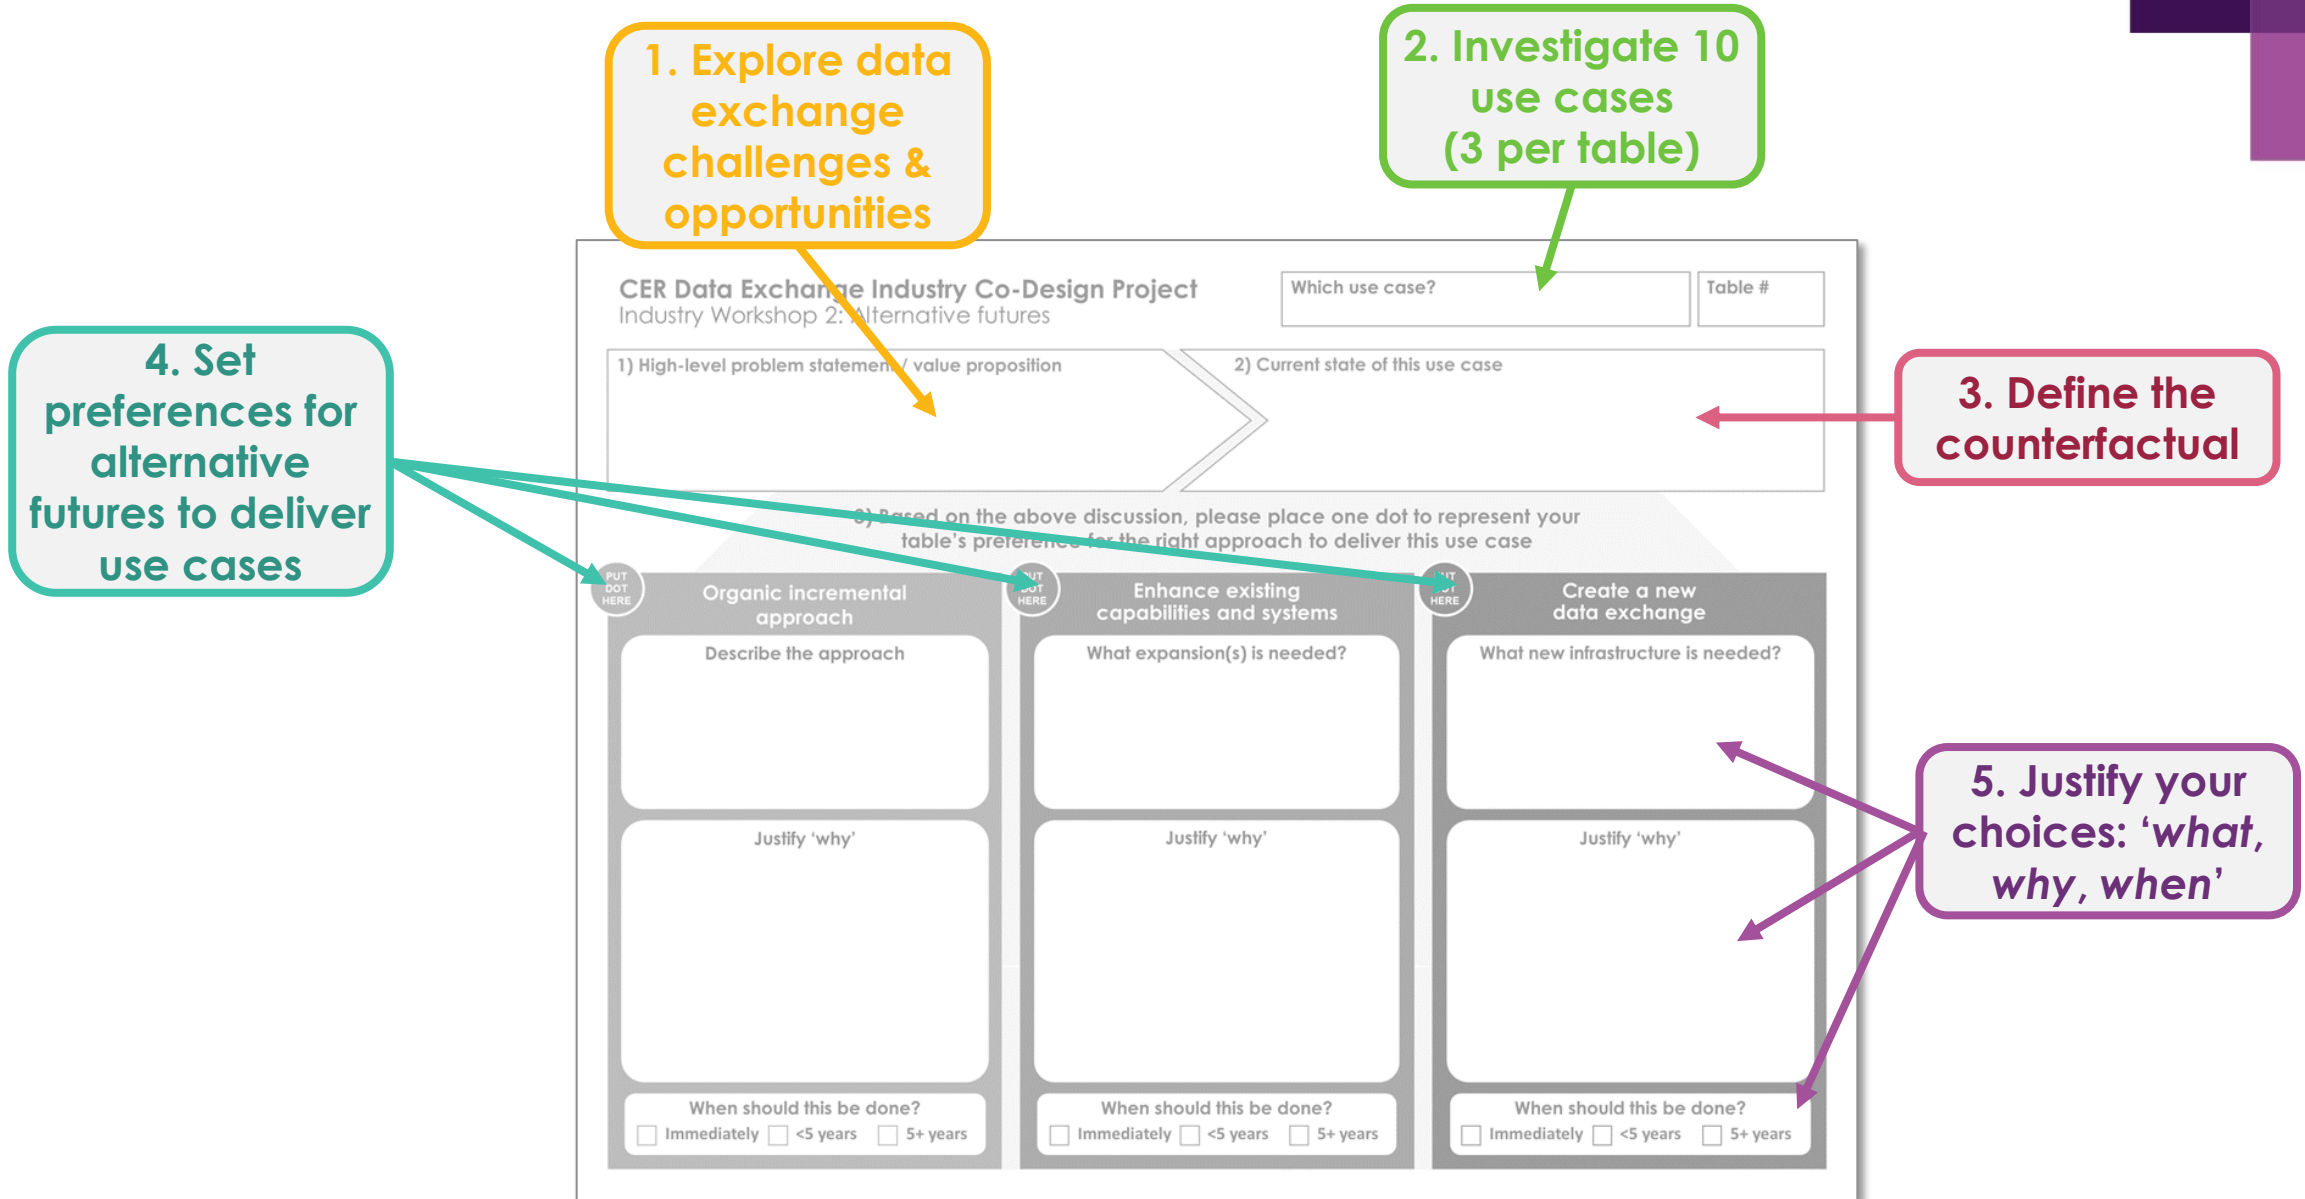 1. Explore data
exchange
challenges &
opportunities
2. Investigate 10
use cases
(3 per table)
CER Data Exchange Industry Co-Design Project
Industry Workshop 2: Alternative futures
Which use case?
Table #
4. Set
preferences for
alternative
futures to deliver
use cases
1) High-level problem statement / value proposition
2) Current state of this use case
3. Define the
counterfactual
3) Based on the above discussion, please place one dot to represent your
table's preference for the right approach to deliver this use case
PUT
DOT
HERE
Organic incremental
approach
Describe the approach
Justify ‘why’
When should this be done?
Immediately <5 years 5+ years
PUT
DOT
HERE
Enhance existing
capabilities and systems
What expansion(s) is needed?
Justify ‘why’
When should this be done?
Immediately <5 years 5+ years
PUT
DOT
HERE
Create a new
data exchange
What new infrastructure is needed?
Justify ‘why’
When should this be done?
Immediately <5 years 5+ years
5. Justify your
choices: ‘what,
why, when’